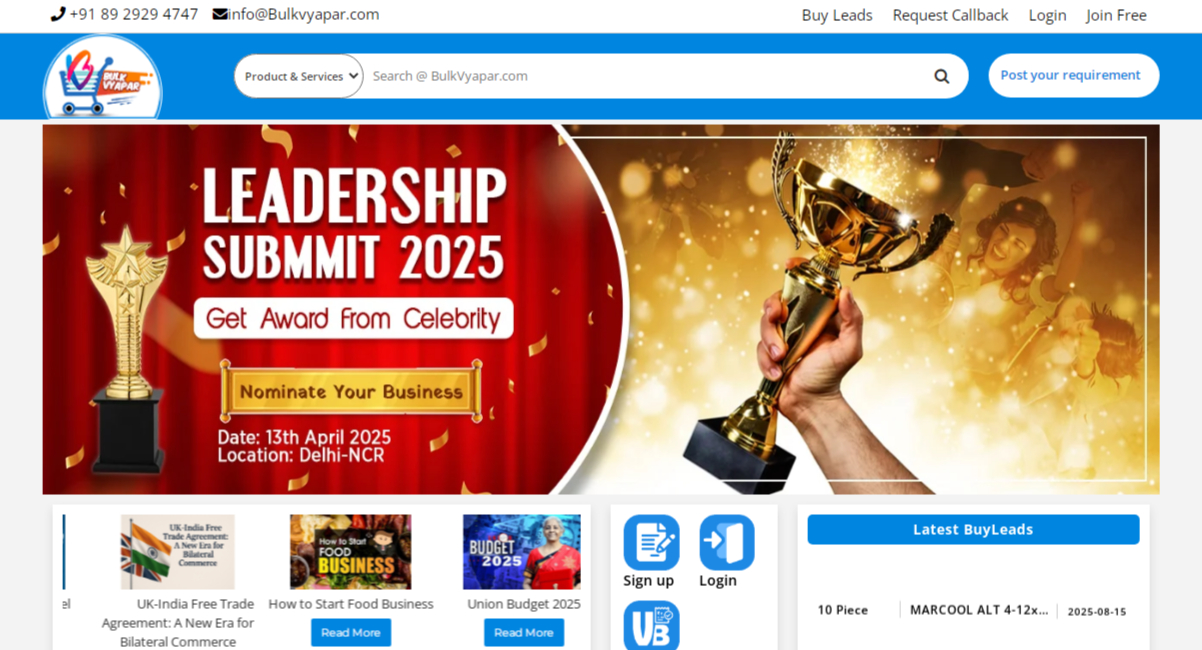 +91 89 2929 4747 info@Bulkvyapar.com Buy Leads Request Callback Login Join Free
BULK
VYAPAR
Product & Services Search @ BulkVyapar.com Post your requirement
LEADERSHIP
SUBMMIT 2025
Get Award From Celebrity
Nominate Your Business
Date: 13th April 2025
Location: Delhi-NCR
UK-India Free
Trade Agreement:
A New Era for
Bilateral
Commerce
How to Start
FOOD
BUSINESS
BUDGET
2025
el
UK-India Free Trade
Agreement: A New Era for
Bilateral Commerce
How to Start Food Business
Read More
Union Budget 2025
Read More
Sign up
Login
VB
Latest BuyLeads
10 Piece MARCOOL ALT 4-12x... 2025-08-15